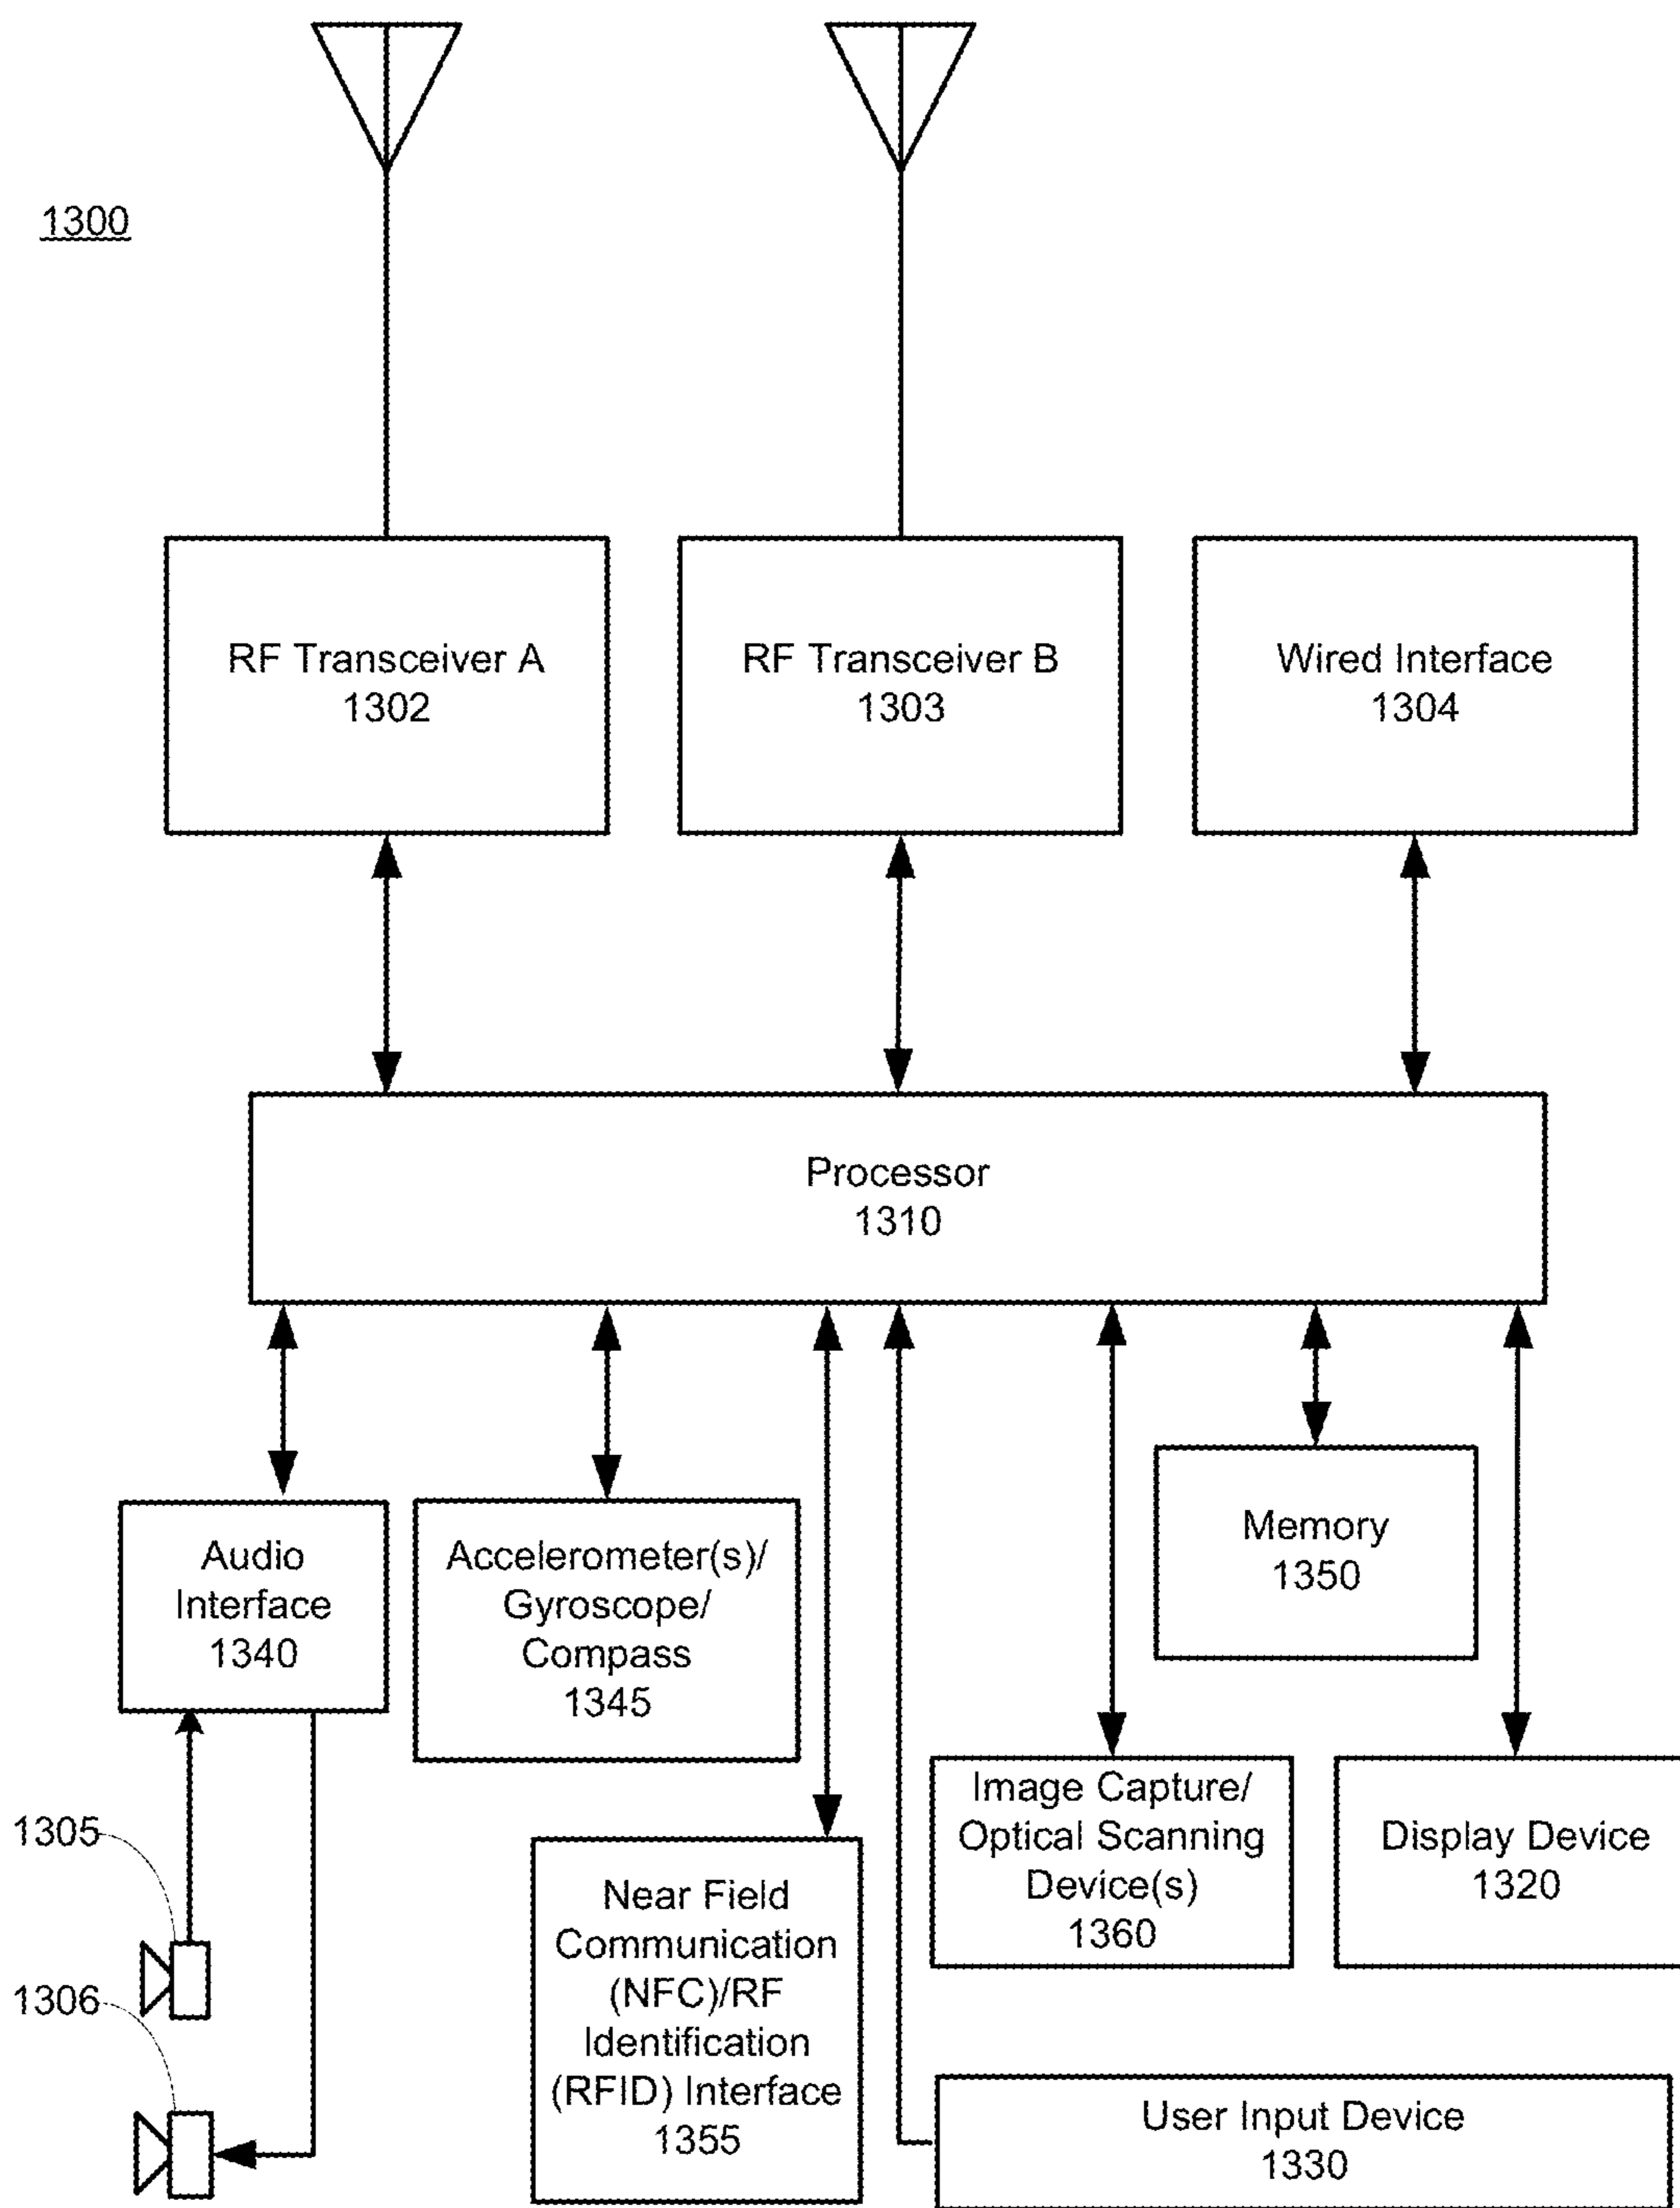 1300
RF Transceiver A
1302
RF Transceiver B
1303
Wired Interface
1304
Processor
1310
Audio
Interface
1340
Accelerometer(s)/
Gyroscope/
Compass
1345
Memory
1350
1305
1306
Near Field
Communication
(NFC)/RF
Identification
(RFID) Interface
1355
Image Capture/
Optical Scanning
Device(s)
1360
Display Device
1320
User Input Device
1330